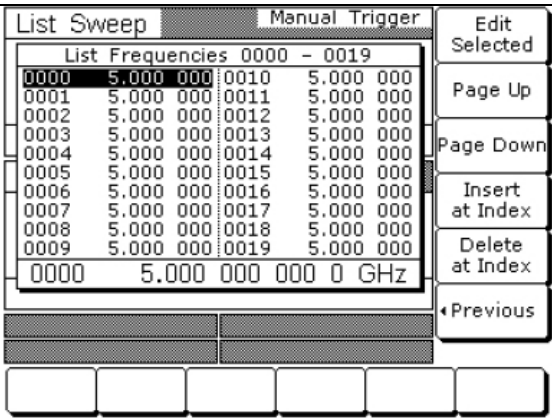 List Sweep
Manual Trigger
List Frequencies 0000 - 0019
0000 5.000 000 0010 5.000 000
0001 5.000 000 0011 5.000 000
0002 5.000 000 0012 5.000 000
0003 5.000 000 0013 5.000 000
0004 5.000 000 0014 5.000 000
0005 5.000 000 0015 5.000 000
0006 5.000 000 0016 5.000 000
0007 5.000 000 0017 5.000 000
0008 5.000 000 0018 5.000 000
0009 5.000 000 0019 5.000 000
0000 5.000 000 000 0 GHz
Edit
Selected
Page Up
Page Down
Insert
at Index
Delete
at Index
Previous